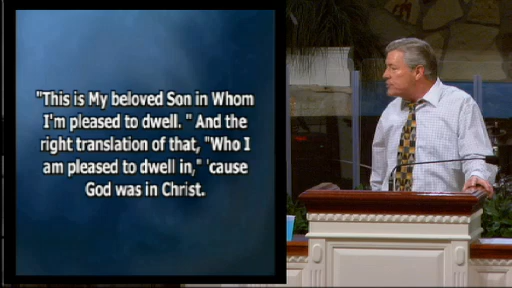 "This is My beloved Son in Whom
I'm pleased to dwell. " And the
right translation of that, "Who I
am pleased to dwell in," 'cause
God was in Christ.